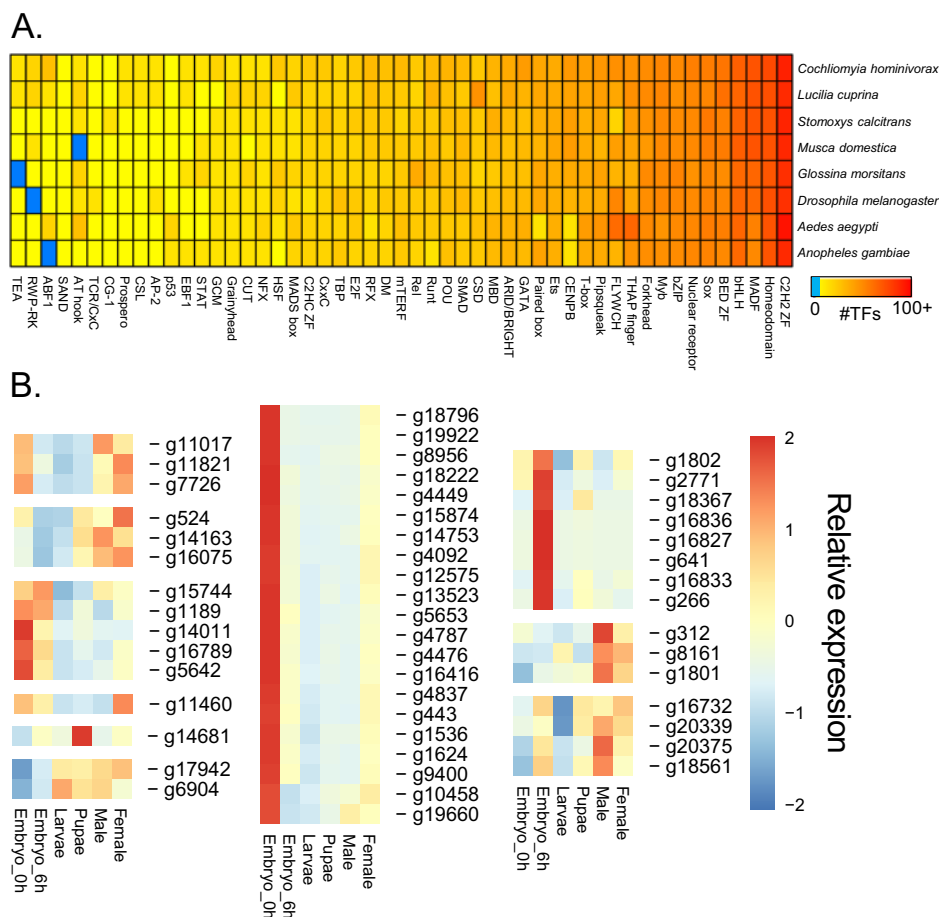 A.
Cochliomyia hominivorax
Lucilia cuprina
Stomoxys calcitrans
Musca domestica
Glossina morsitans
Drosophila melanogaster
Aedes aegypti
Anopheles gambiae
TEA
RWP-RK
ABF1
SAND
AT hook
TCR/CxC
CG-1
Prospero
CSL
AP-2
p53
EBF1
STAT
GCM
Grainyhead
CUT
NFX
HSF
MADS box
C2HC ZF
CxxC
TBP
E2F
RFX
DM
mTERF
Rel
Runt
POU
SMAD
CSD
MBD
ARID/BRIGHT
GATA
Paired box
Ets
CENPB
T-box
Pipsqueak
FLYWCH
THAP finger
Forkhead
Myb
bZIP
Nuclear receptor
Sox
BED ZF
bHLH
MADF
Homeodomain
C2H2 ZF
0 100+
#TFs
B.
g11017
g11821
g7726
g524
g14163
g16075
g15744
g1189
g14011
g16789
g5642
g11460
g14681
g17942
g6904
Embryo_0h
Embryo_6h
Larvae
Pupae
Male
Female
g18796
g19922
g8956
g18222
g4449
g15874
g14753
g4092
g12575
g13523
g5653
g4787
g4476
g16416
g4837
g443
g1536
g1624
g9400
g10458
g19660
Embryo_0h
Embryo_6h
Larvae
Pupae
Male
Female
g1802
g2771
g18367
g16836
g16827
g641
g16833
g266
g312
g8161
g1801
g16732
g20339
g20375
g18561
Embryo_0h
Embryo_6h
Larvae
Pupae
Male
Female
2
1
0
−1
−2
Relative expression